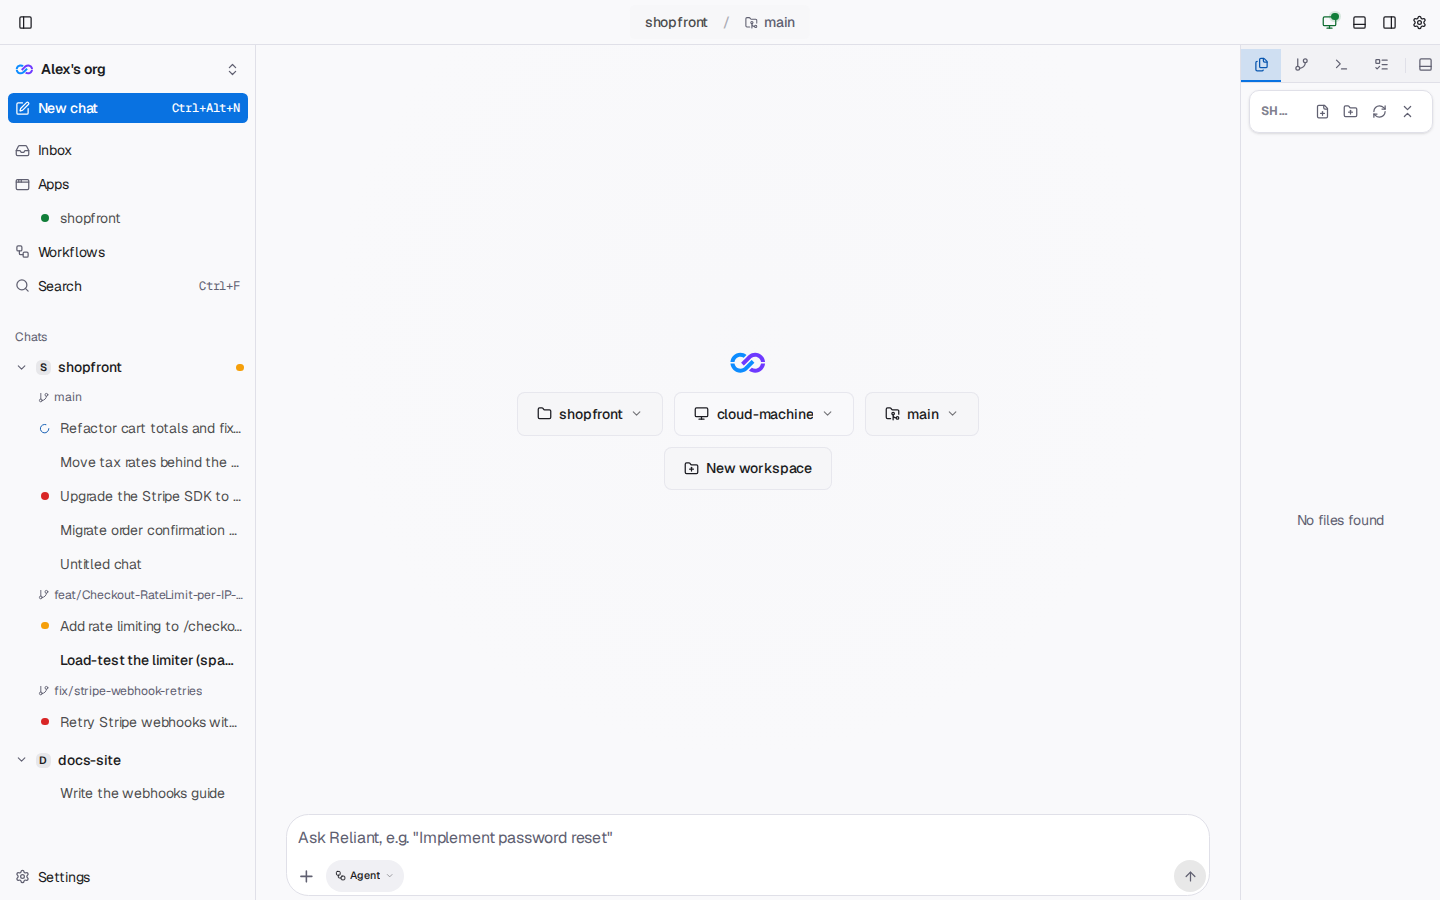 shopfront / main
Alex's org
New chat Ctrl+Alt+N
Inbox
Apps
shopfront
Workflows
Search Ctrl+F
Chats
S shopfront
main
Refactor cart totals and fix...
Move tax rates behind the ...
Upgrade the Stripe SDK to ...
Migrate order confirmation ...
Untitled chat
feat/Checkout-RateLimit-per-IP-...
Add rate limiting to /checko...
Load-test the limiter (spa...
fix/stripe-webhook-retries
Retry Stripe webhooks wit...
D docs-site
Write the webhooks guide
Settings
shopfront cloud-machine main
New workspace
Ask Reliant, e.g. "Implement password reset"
Agent
SH...
No files found